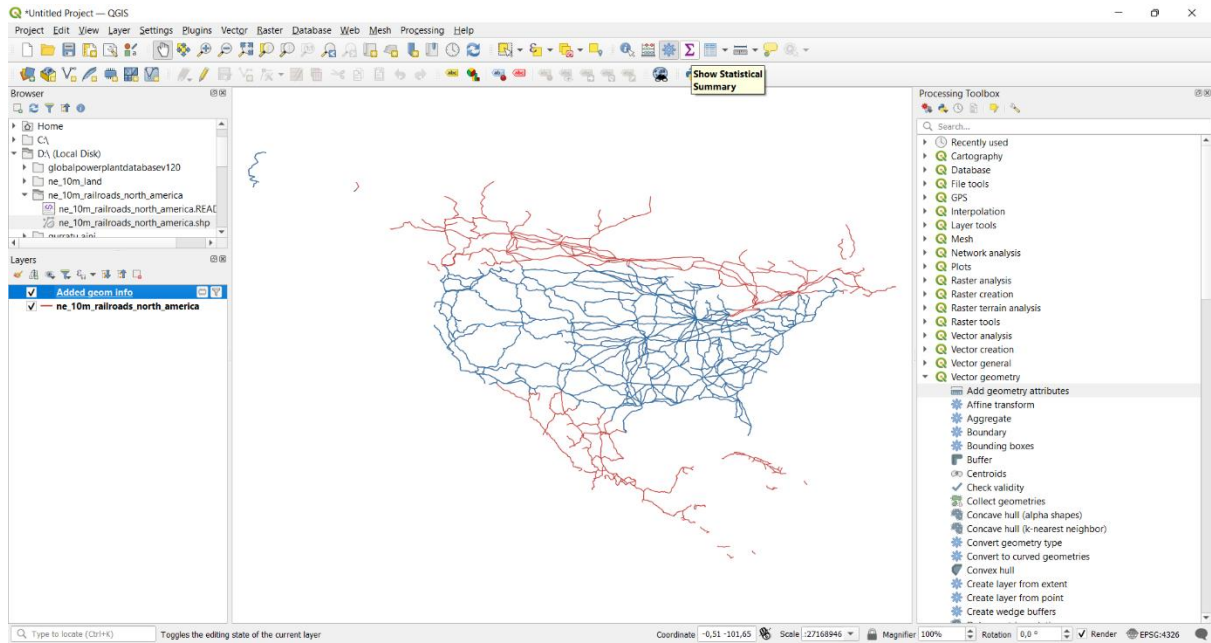 *Untitled Project — QGIS
Project Edit View Layer Settings Plugins Vector Raster Database Web Mesh Processing Help
Show Statistical
Summary
Browser
Home
C:\
D:\ (Local Disk)
globalpowerplantdatabasev120
ne_10m_land
ne_10m_railroads_north_america
ne_10m_railroads_north_america.READ
ne_10m_railroads_north_america.shp
qurratu aini
Layers
Added geom info
ne_10m_railroads_north_america
Processing Toolbox
Search...
Recently used
Cartography
Database
File tools
GPS
Interpolation
Layer tools
Mesh
Network analysis
Plots
Raster analysis
Raster creation
Raster terrain analysis
Raster tools
Vector analysis
Vector creation
Vector general
Vector geometry
Add geometry attributes
Affine transform
Aggregate
Boundary
Bounding boxes
Buffer
Centroids
Check validity
Collect geometries
Concave hull (alpha shapes)
Concave hull (k-nearest neighbor)
Convert geometry type
Convert to curved geometries
Convex hull
Create layer from extent
Create layer from point
Create wedge buffers
Type to locate (Ctrl+K) Toggles the editing state of the current layer Coordinate -0,51 -101,65 Scale :27168946 Magnifier 100% Rotation 0,0 ° Render EPSG:4326